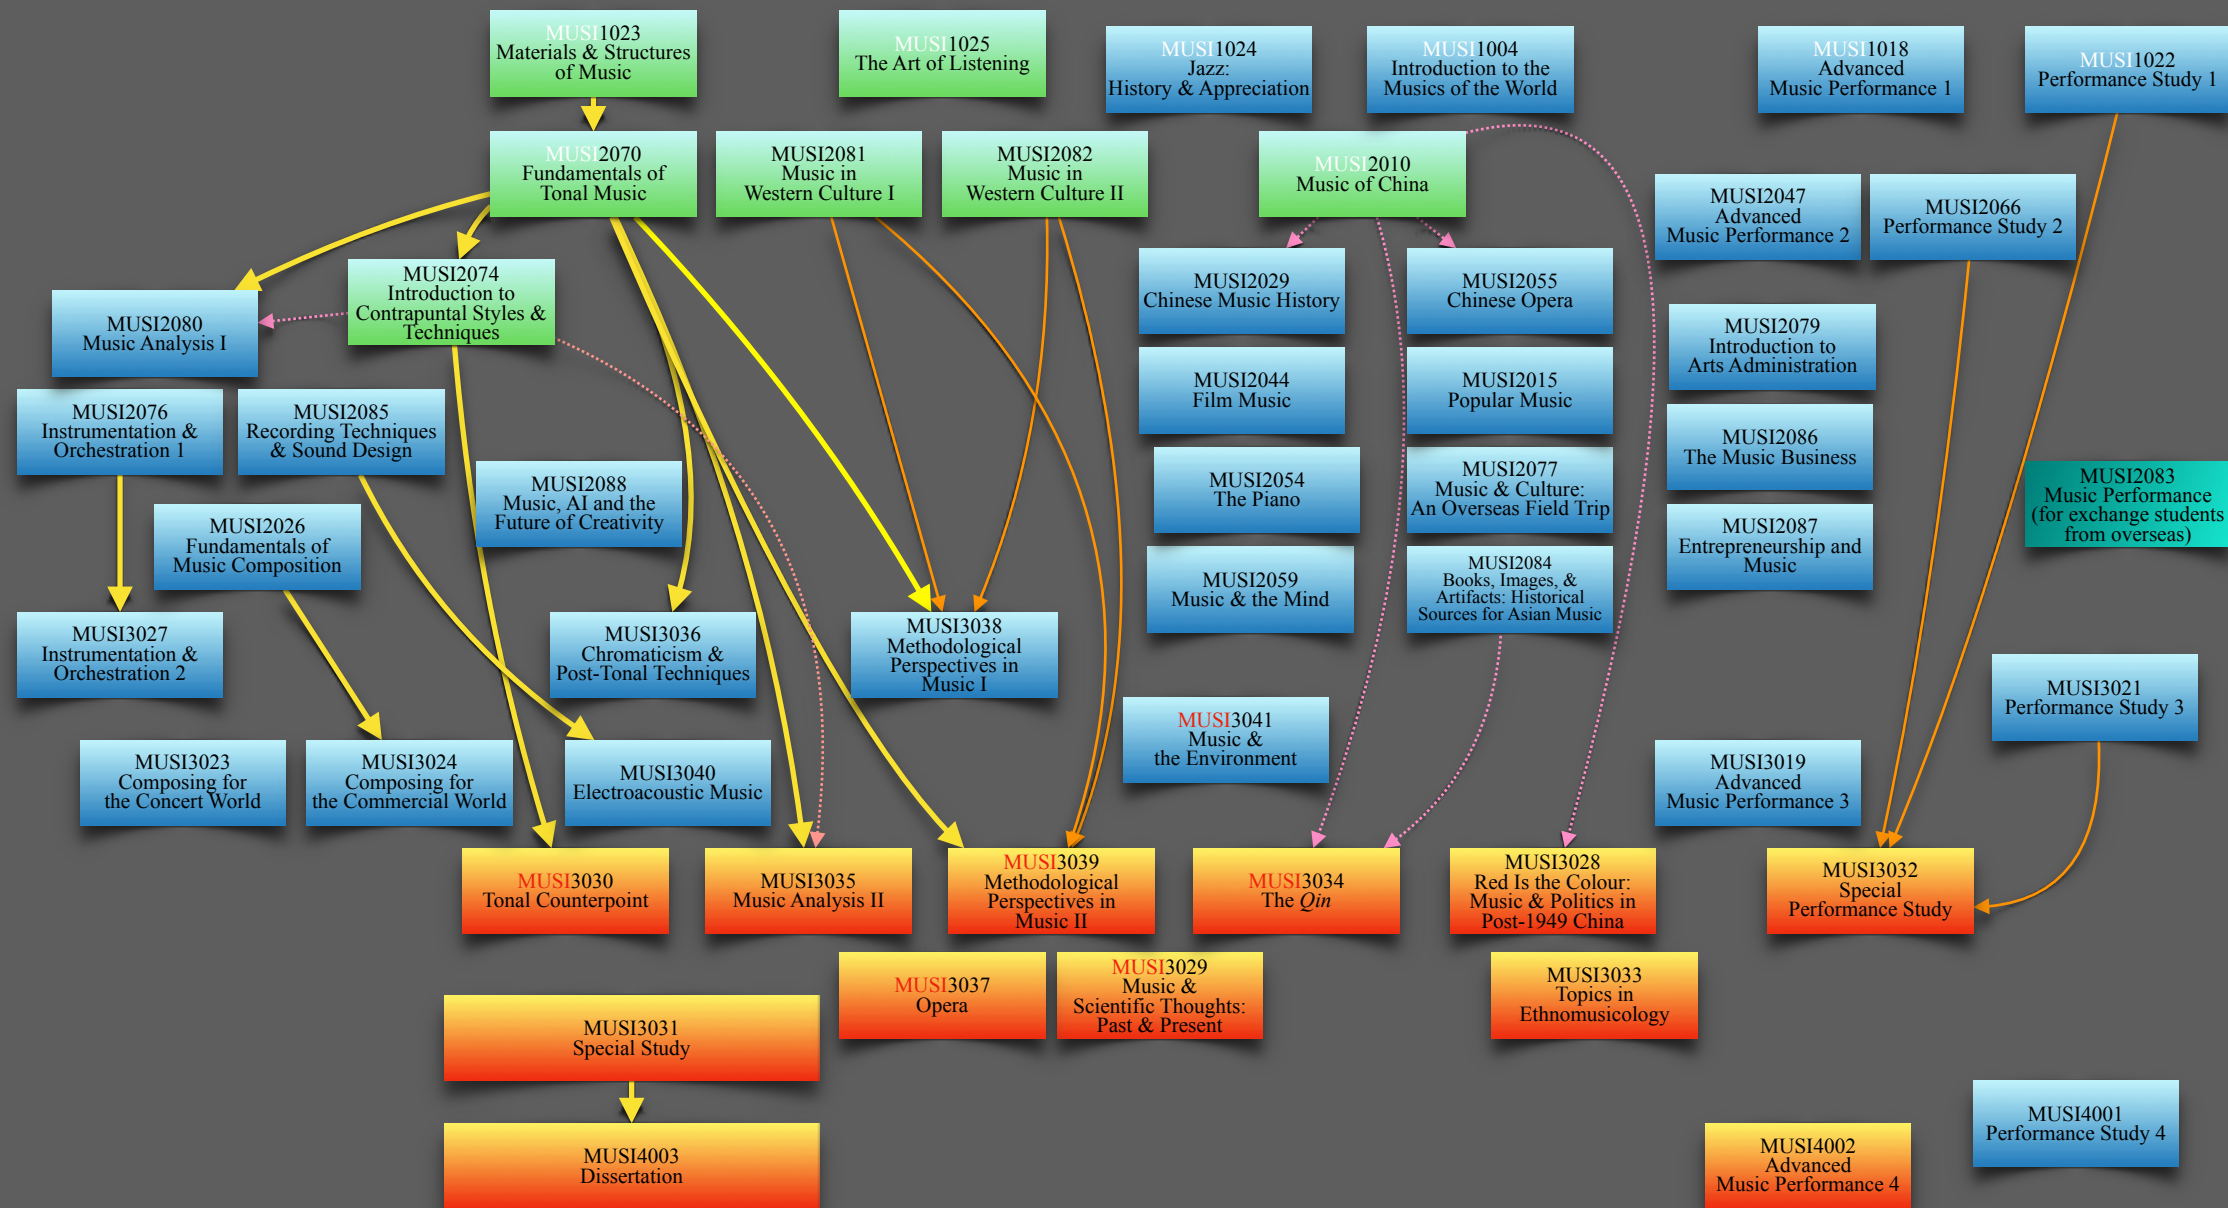 MUSI1023
Materials & Structures
of Music
MUSI1025
The Art of Listening
MUSI1024
Jazz:
History & Appreciation
MUSI1004
Introduction to the
Musics of the World
MUSI1018
Advanced
Music Performance 1
MUSI1022
Performance Study 1
MUSI2070
Fundamentals of
Tonal Music
MUSI2081
Music in
Western Culture I
MUSI2082
Music in
Western Culture II
MUSI2010
Music of China
MUSI2047
Advanced
Music Performance 2
MUSI2066
Performance Study 2
MUSI2074
Introduction to
Contrapuntal Styles &
Techniques
MUSI2080
Music Analysis I
MUSI2029
Chinese Music History
MUSI2055
Chinese Opera
MUSI2079
Introduction to
Arts Administration
MUSI2044
Film Music
MUSI2015
Popular Music
MUSI2076
Instrumentation &
Orchestration 1
MUSI2085
Recording Techniques
& Sound Design
MUSI2086
The Music Business
MUSI2088
Music, AI and the
Future of Creativity
MUSI2054
The Piano
MUSI2077
Music & Culture:
An Overseas Field Trip
MUSI2083
Music Performance
(for exchange students
from overseas)
MUSI2026
Fundamentals of
Music Composition
MUSI2087
Entrepreneurship and
Music
MUSI2059
Music & the Mind
MUSI2084
Books, Images, &
Artifacts: Historical
Sources for Asian Music
MUSI3027
Instrumentation &
Orchestration 2
MUSI3036
Chromaticism &
Post-Tonal Techniques
MUSI3038
Methodological
Perspectives in
Music I
MUSI3021
Performance Study 3
MUSI3041
Music &
the Environment
MUSI3023
Composing for
the Concert World
MUSI3024
Composing for
the Commercial World
MUSI3040
Electroacoustic Music
MUSI3019
Advanced
Music Performance 3
MUSI3030
Tonal Counterpoint
MUSI3035
Music Analysis II
MUSI3039
Methodological
Perspectives in
Music II
MUSI3034
The Qin
MUSI3028
Red Is the Colour:
Music & Politics in
Post-1949 China
MUSI3032
Special
Performance Study
MUSI3037
Opera
MUSI3029
Music &
Scientific Thoughts:
Past & Present
MUSI3033
Topics in
Ethnomusicology
MUSI3031
Special Study
MUSI4003
Dissertation
MUSI4002
Advanced
Music Performance 4
MUSI4001
Performance Study 4